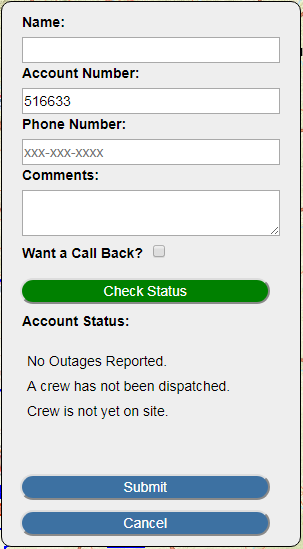 Name:
Account Number:
516633
Phone Number:
xxx-xxx-xxxx
Comments:
Want a Call Back?
Check Status
Account Status:
No Outages Reported.
A crew has not been dispatched.
Crew is not yet on site.
Submit
Cancel